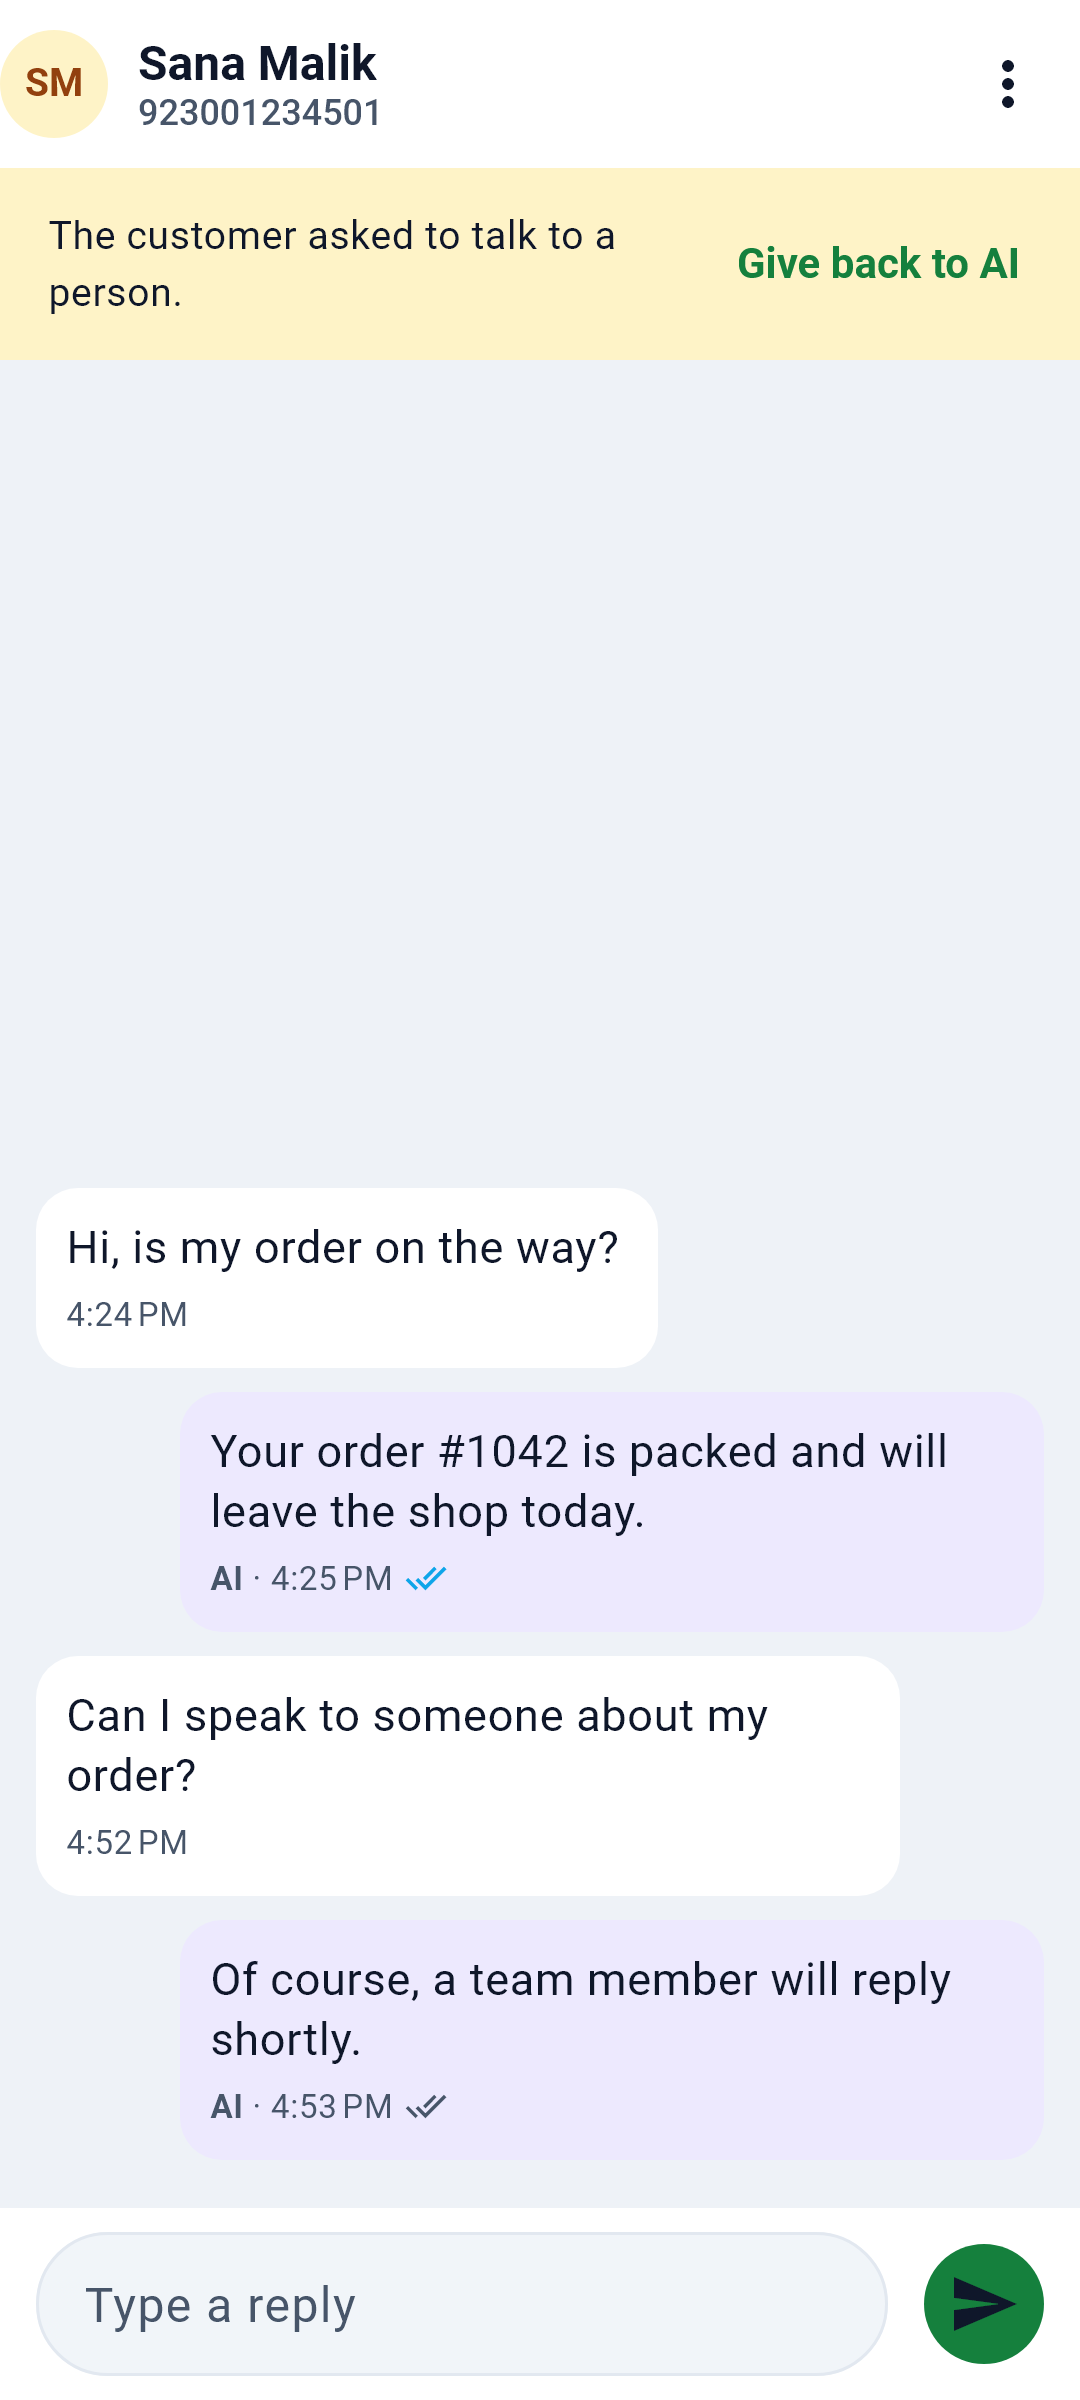 SM
Sana Malik
923001234501
The customer asked to talk to a
person.
Give back to AI
Hi, is my order on the way?
4:24 PM
Your order #1042 is packed and will
leave the shop today.
AI · 4:25 PM
Can I speak to someone about my
order?
4:52 PM
Of course, a team member will reply
shortly.
AI · 4:53 PM
Type a reply